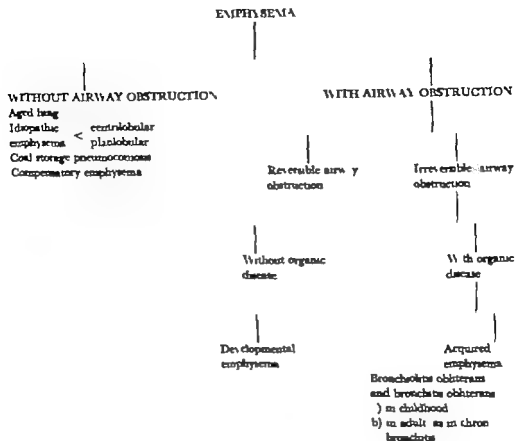 EMPHYSEMA
WITHOUT AIRWAY OBSTRUCTION
Aged lung
Idiopathic
emphysema < centrilobular
panlobular
Coal storage pneumoconiosis
Compensatory emphysema
WITH AIRWAY OBSTRUCTION
Reversible airway
obstruction
Irreversible airway
obstruction
Without organic
disease
With organic
disease
Developmental
emphysema
Acquired
emphysema
Bronchiolitis obliterans
and bronchitis obliterans
) in childhood
b) in adult as in chron
bronchitis